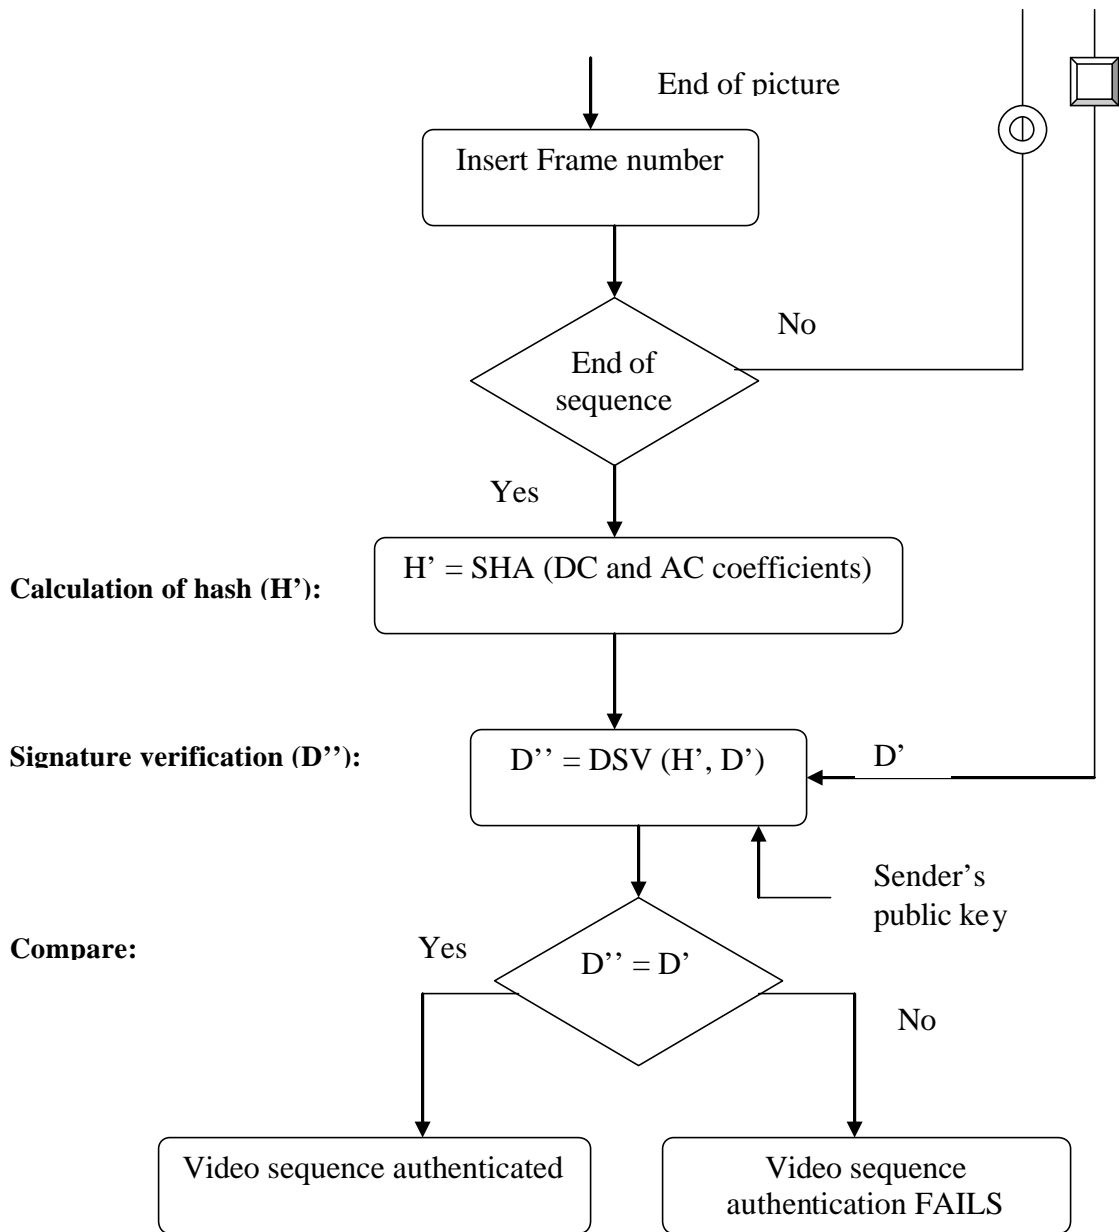 End of picture
Insert Frame number
No
End of
sequence
Yes
H’ = SHA (DC and AC coefficients)
Calculation of hash (H’):
Signature verification (D’’):
D’’ = DSV (H’, D’)
D’
Sender’s
public key
Compare:
Yes
D’’ = D’
No
Video sequence authenticated
Video sequence
authentication FAILS